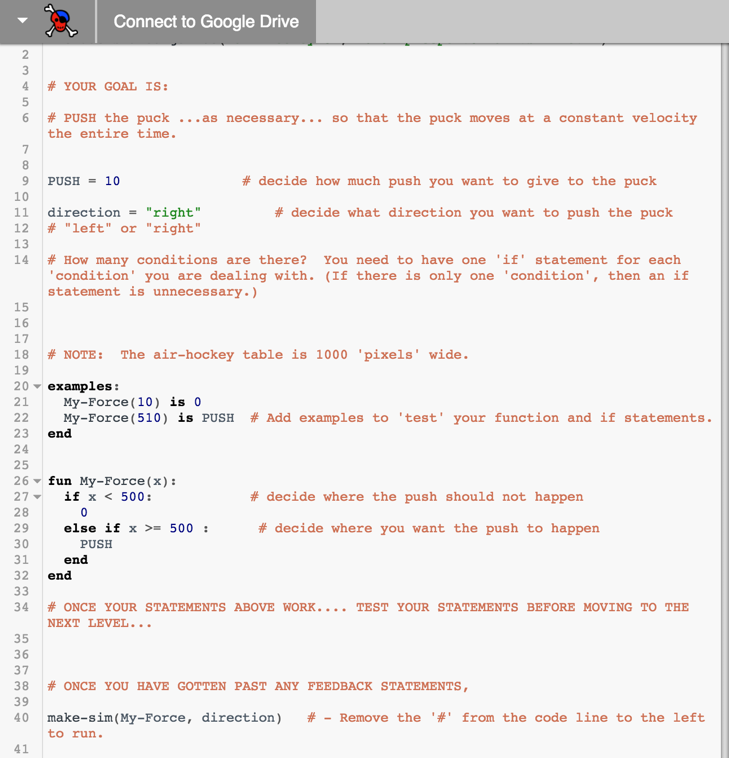 Connect to Google Drive
2
3
4 # YOUR GOAL IS:
5
6 # PUSH the puck ...as necessary... so that the puck moves at a constant velocity
the entire time.
7
8
9 PUSH = 10 # decide how much push you want to give to the puck
10
11 direction = "right" # decide what direction you want to push the puck
12 # "left" or "right"
13
14 # How many conditions are there? You need to have one 'if' statement for each
'condition' you are dealing with. (If there is only one 'condition', then an if
statement is unnecessary.)
15
16
17
18 # NOTE: The air-hockey table is 1000 'pixels' wide.
19
20 examples:
21 My-Force(10) is 0
22 My-Force(510) is PUSH # Add examples to 'test' your function and if statements.
23 end
24
25
26 fun My-Force(x):
27 if x < 500: # decide where the push should not happen
28 0
29 else if x >= 500 : # decide where you want the push to happen
30 PUSH
31 end
32 end
33
34 # ONCE YOUR STATEMENTS ABOVE WORK.... TEST YOUR STATEMENTS BEFORE MOVING TO THE
NEXT LEVEL...
35
36
37
38 # ONCE YOU HAVE GOTTEN PAST ANY FEEDBACK STATEMENTS,
39
40 make-sim(My-Force, direction) # - Remove the '#' from the code line to the left
to run.
41